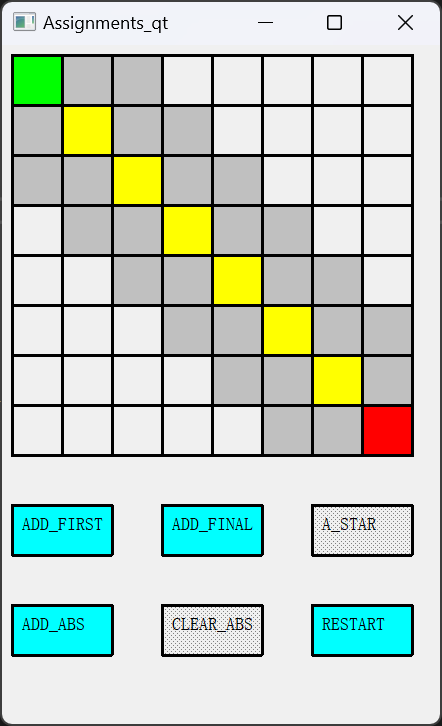 Assignments_qt
ADD_FIRST
ADD_FINAL
A_STAR
ADD_ABS
CLEAR_ABS
RESTART